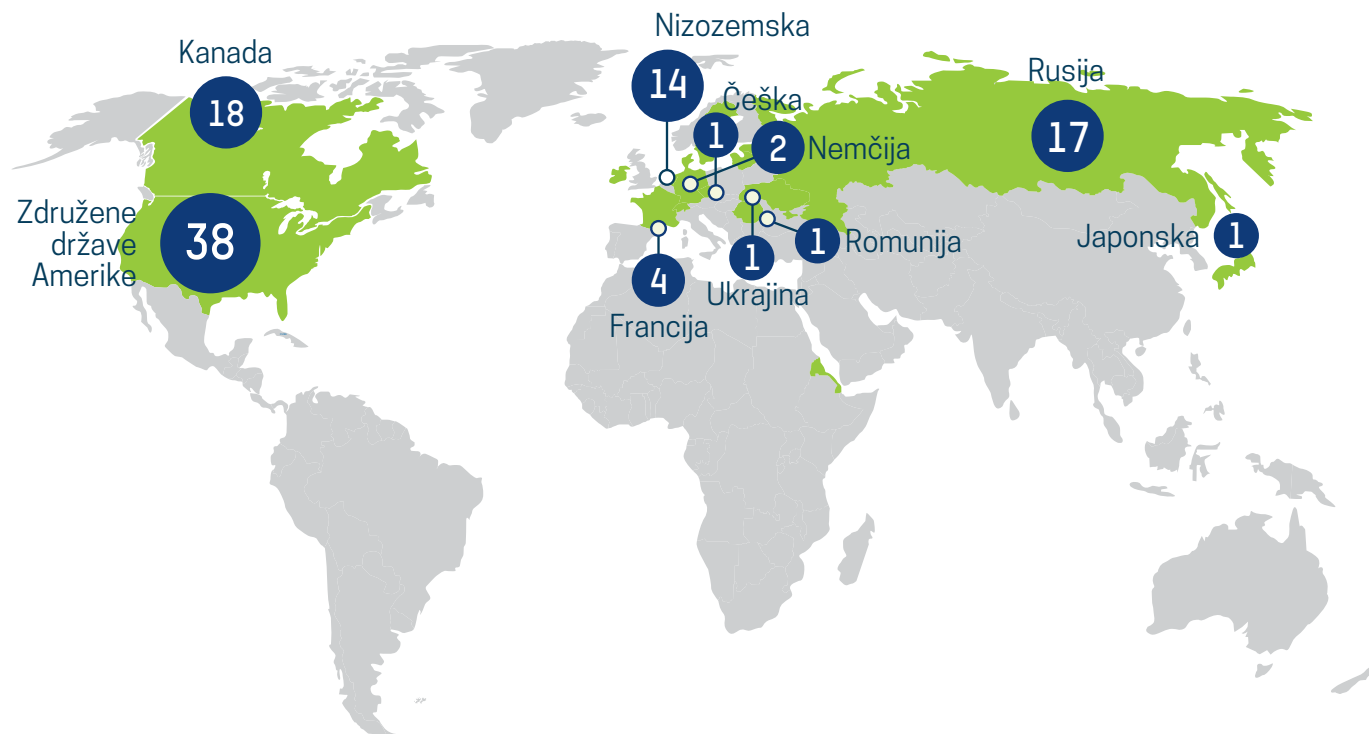 Kanada
18
Združene
države
Amerike
38
Nizozemska
14
Češka
1
2
Nemčija
4
Francija
1
Ukrajina
1
Romunija
Rusija
17
Japonska
1